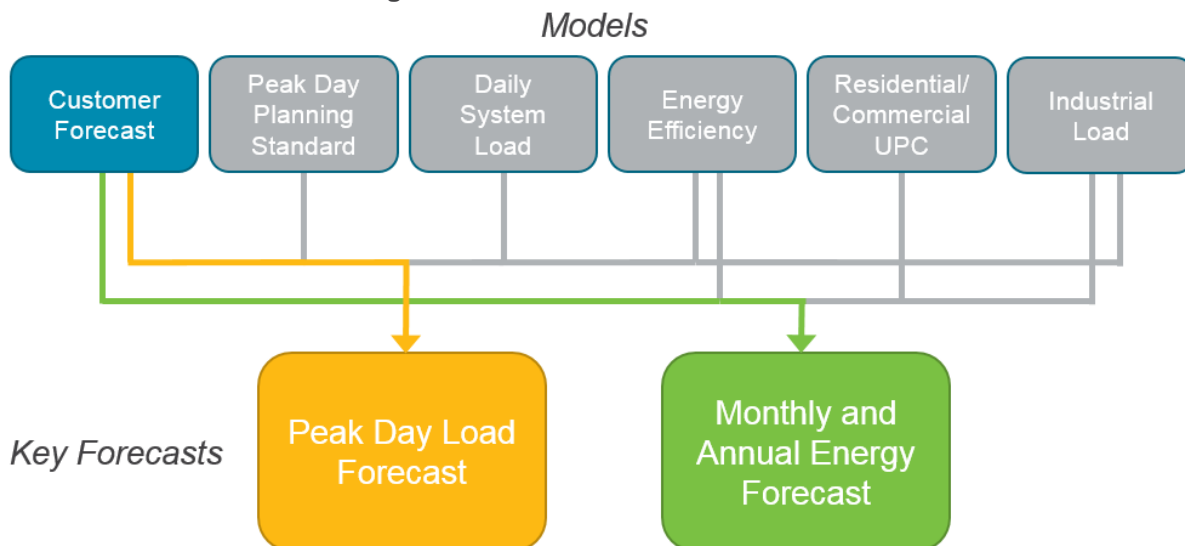 Models
Customer
Forecast
Peak Day
Planning
Standard
Daily
System
Load
Energy
Efficiency
Residential/
Commercial
UPC
Industrial
Load
Key Forecasts
Peak Day Load
Forecast
Monthly and
Annual Energy
Forecast